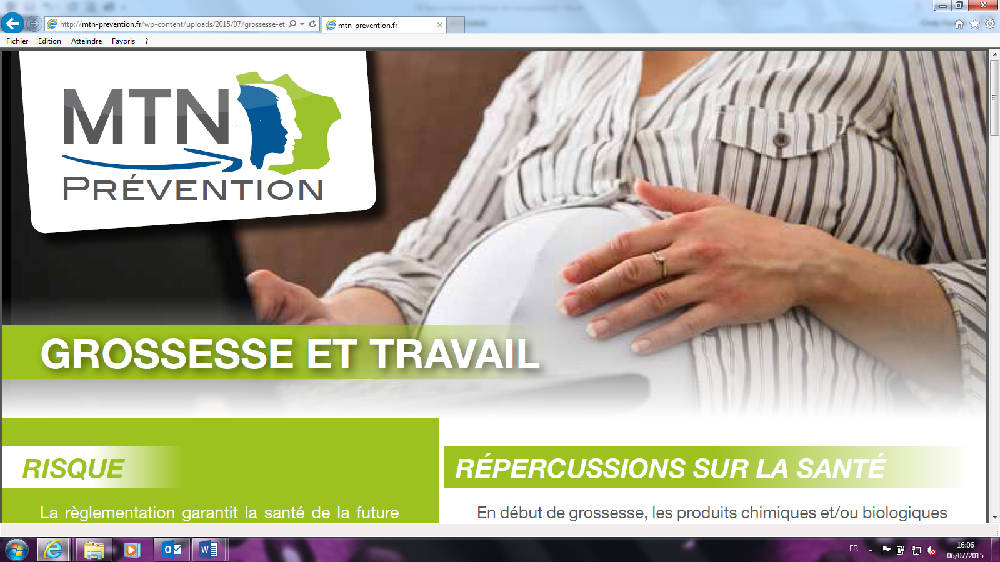 http://mtn-prevention.fr/wp-content/uploads/2015/07/grossesse-et
mtn-prevention.fr
Fichier Edition Atteindre Favoris ?
MTN
PRÉVENTION
GROSSESSE ET TRAVAIL
RISQUE
La règlementation garantit la santé de la future
RÉPERCUSSIONS SUR LA SANTÉ
En début de grossesse, les produits chimiques et/ou biologiques
FR
16:06
06/07/2015